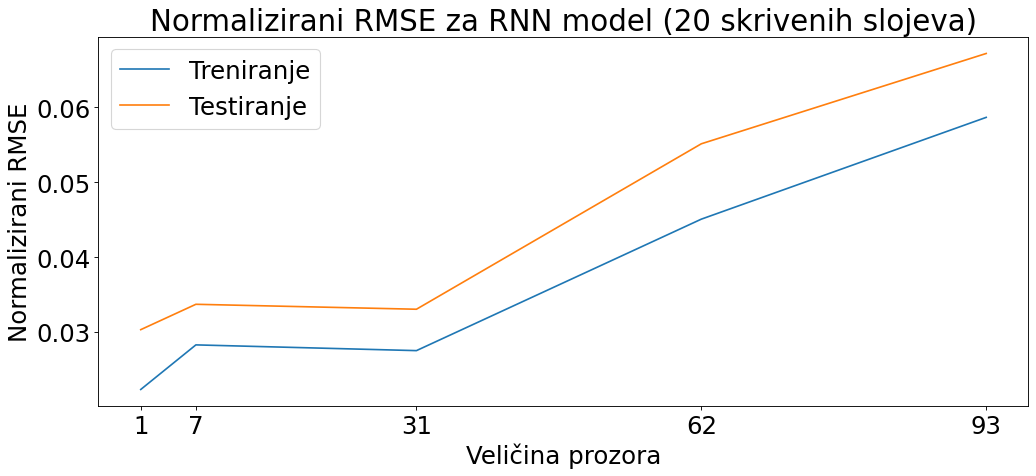 Normalizirani RMSE za RNN model (20 skrivenih slojeva)
Treniranje
Testiranje
Normalizirani RMSE
0.06
0.05
0.04
0.03
1 7 31 62 93
Veličina prozora